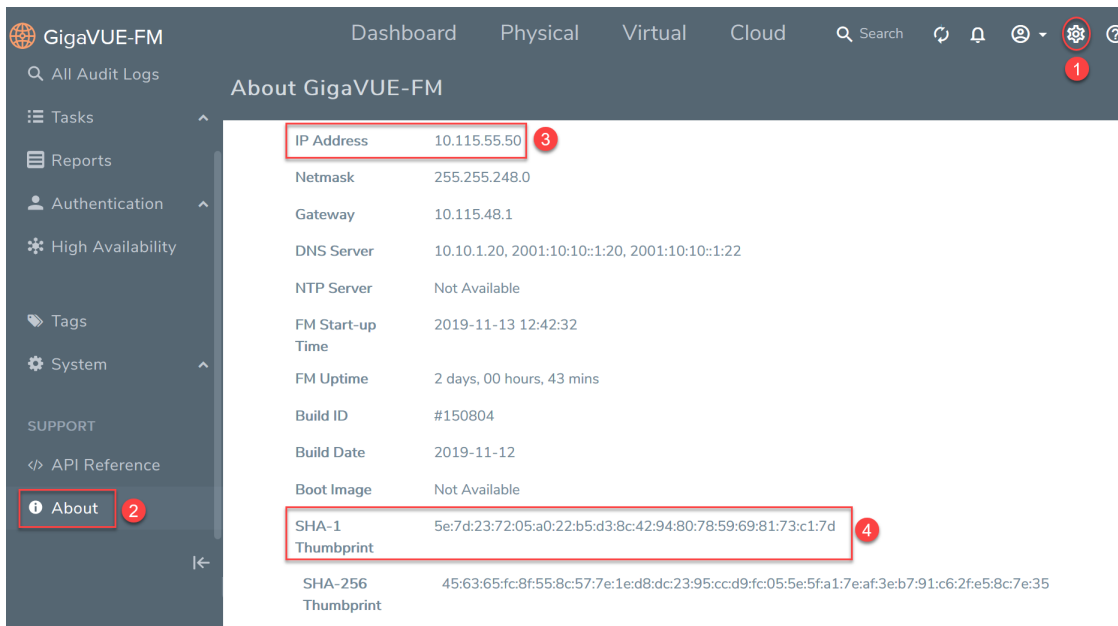 GigaVUE-FM
Dashboard Physical Virtual Cloud Search
1
All Audit Logs
Tasks
Reports
Authentication
High Availability
Tags
System
SUPPORT
API Reference
About 2
About GigaVUE-FM
IP Address 10.115.55.50 3
Netmask 255.255.248.0
Gateway 10.115.48.1
DNS Server 10.10.1.20, 2001:10:10::1:20, 2001:10:10::1:22
NTP Server Not Available
FM Start-up 2019-11-13 12:42:32
Time
FM Uptime 2 days, 00 hours, 43 mins
Build ID #150804
Build Date 2019-11-12
Boot Image Not Available
SHA-1 5e:7d:23:72:05:a0:22:b5:d3:8c:42:94:80:78:59:69:81:73:c1:7d 4
Thumbprint
SHA-256 45:63:65:fc:8f:55:8c:57:7e:1e:d8:dc:23:95:cc:d9:fc:05:5e:5f:a1:7e:af:3e:b7:91:c6:2f:e5:8c:7e:35
Thumbprint